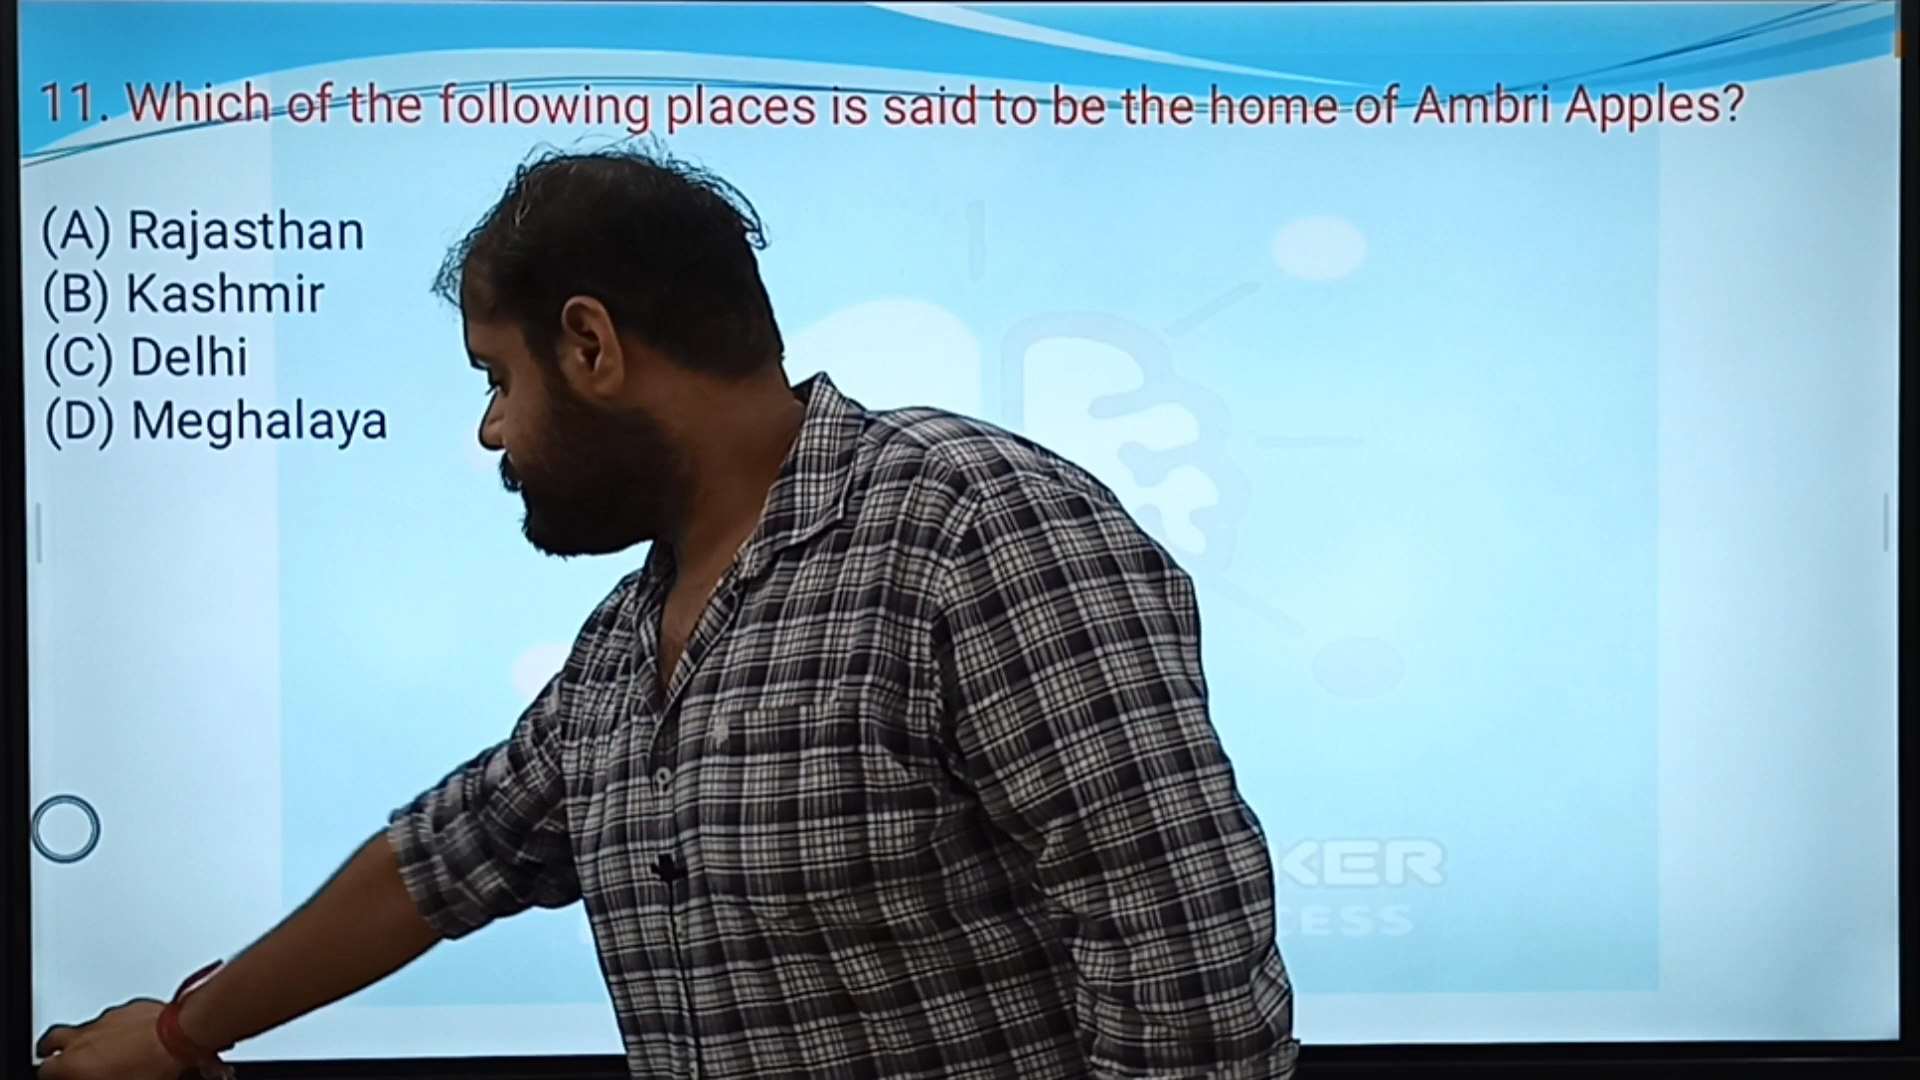 11. Which of the following places is said to be the home of Ambri Apples?
(A) Rajasthan
(B) Kashmir
(C) Delhi
(D) Meghalaya